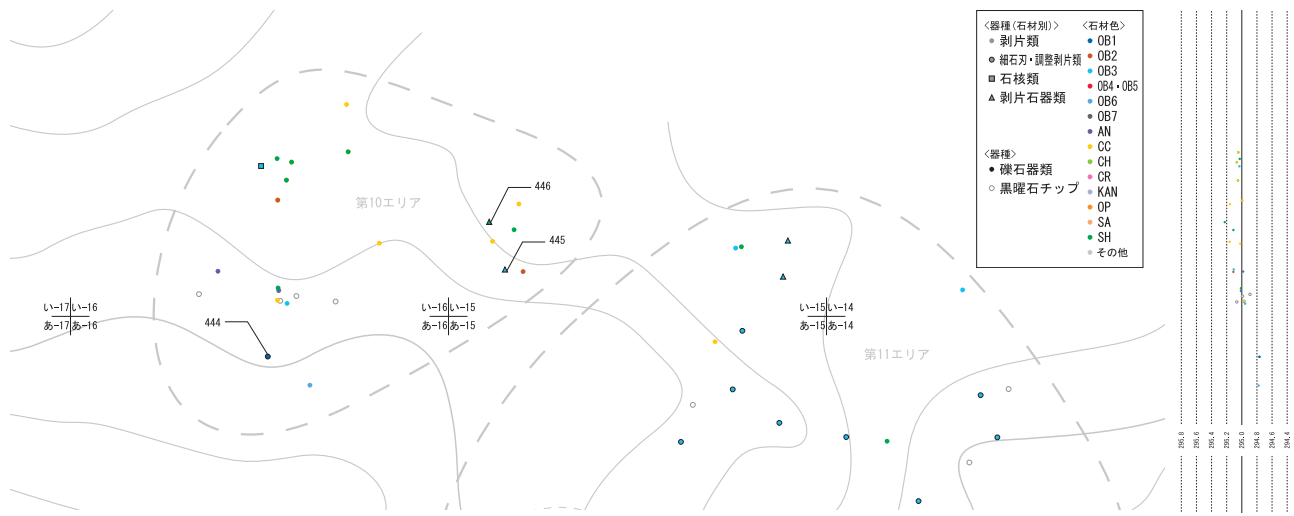 〈器種(石材別)〉
剥片類
細石刃・調整剥片類
石核類
剥片石器類
〈器種〉
礫石器類
黒曜石チップ
〈石材色〉
OB1
OB2
OB3
OB4・OB5
OB6
OB7
AN
CC
CH
CR
KAN
OP
SA
SH
その他
第10エリア
446
445
444
い-17 い-16
あ-17 あ-16
い-16 い-15
あ-16 あ-15
い-15 い-14
あ-15 あ-14
第11エリア
295.8
295.6
295.4
295.2
295.0
294.8
294.6
294.4